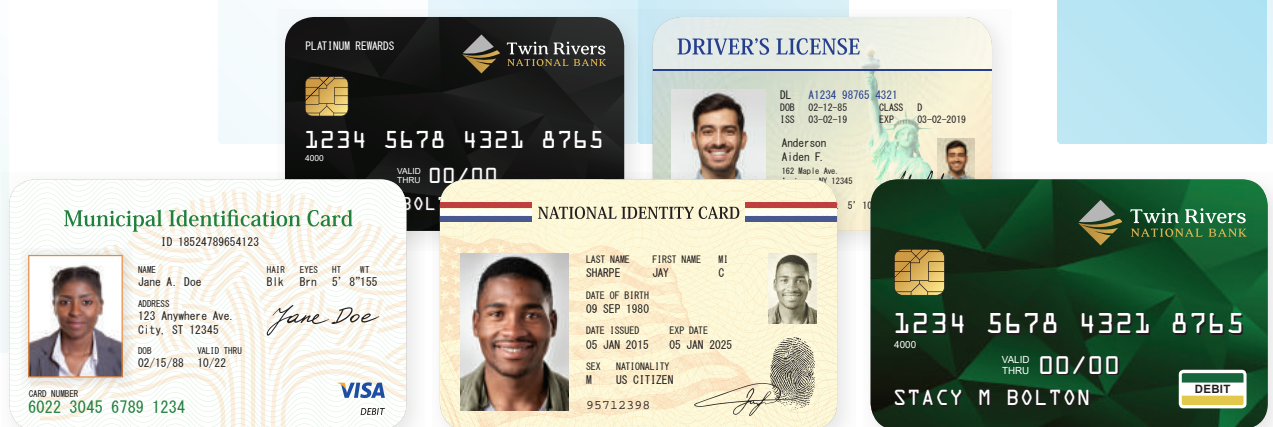 PLATINUM REWARDS
Twin Rivers
NATIONAL BANK
1234 5678 4321 8765
4000
VALID
THRU 00/00
DRIVER'S LICENSE
DL A1234 98765 4321
DOB 02-12-85 CLASS D
ISS 03-02-19 EXP 03-02-2019
Anderson
Aiden F.
162 Maple Ave.
NY 12345
5' 10
Municipal Identification Card
ID 18524789654123
NAME HAIR EYES HT WT
Jane A. Doe Blk Brn 5' 8"155
ADDRESS
123 Anywhere Ave.
City, ST 12345
Jane Doe
DOB VALID THRU
02/15/88 10/22
CARD NUMBER
6022 3045 6789 1234
VISA
DEBIT
NATIONAL IDENTITY CARD
LAST NAME FIRST NAME MI
SHARPE JAY C
DATE OF BIRTH
09 SEP 1980
DATE ISSUED EXP DATE
05 JAN 2015 05 JAN 2025
SEX NATIONALITY
M US CITIZEN
95712398
Twin Rivers
NATIONAL BANK
1234 5678 4321 8765
4000
VALID
THRU 00/00
STACY M BOLTON
DEBIT